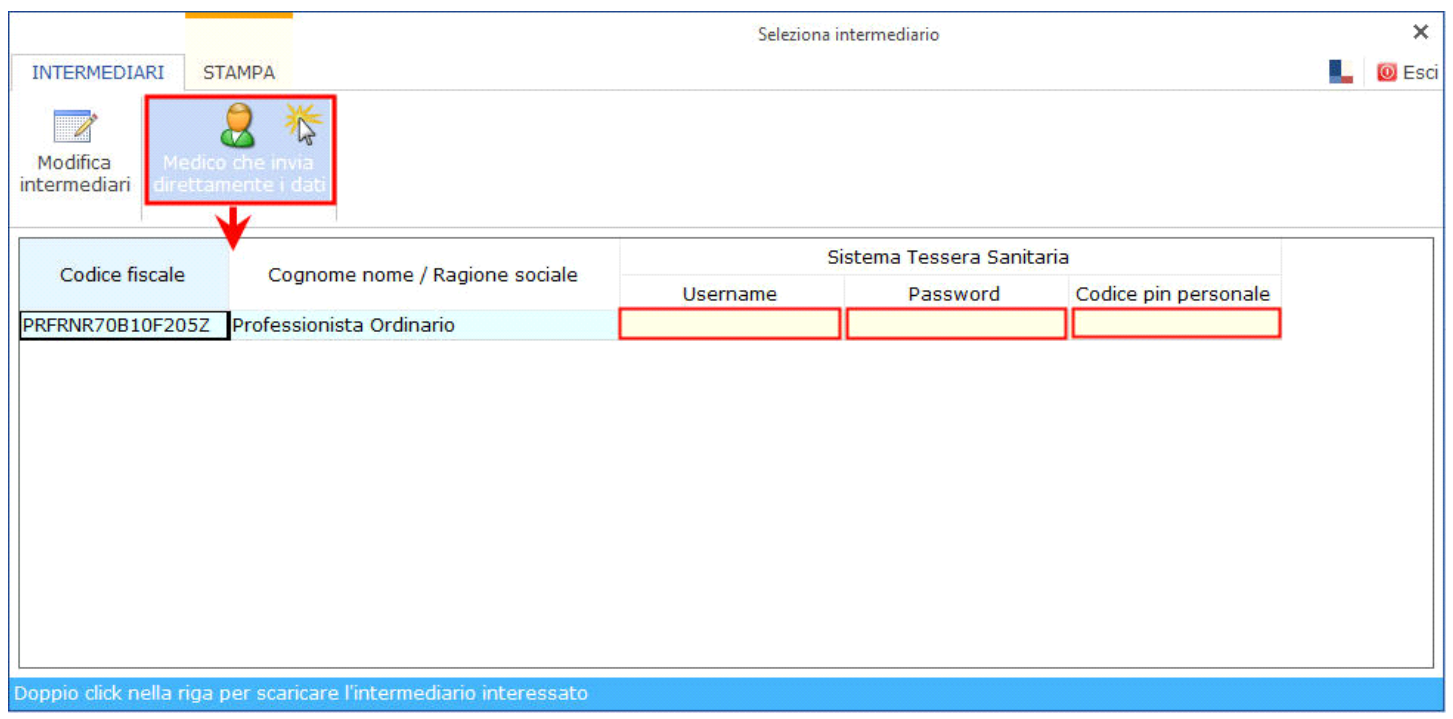 Seleziona intermediario
INTERMEDIARI STAMPA
Esci
Modifica
intermediari
Medico che invia
direttamente i dati
Codice fiscale
Cognome nome / Ragione sociale
Sistema Tessera Sanitaria
Username Password Codice pin personale
PRFRNR70B10F205Z Professionista Ordinario
Doppio click nella riga per scaricare l'intermediario interessato